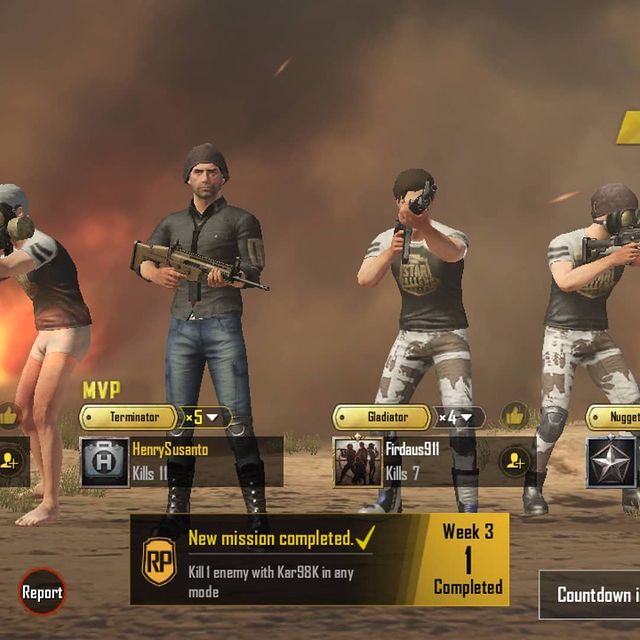 MVP
Terminator ×5
Gladiator ×4
Nugget
HenrySusanto
Firdaus911
Kills 11
Kills 7
RP
New mission completed.
Week 3
1
Completed
Kill 1 enemy with Kar98K in any
mode
Report
Countdown i